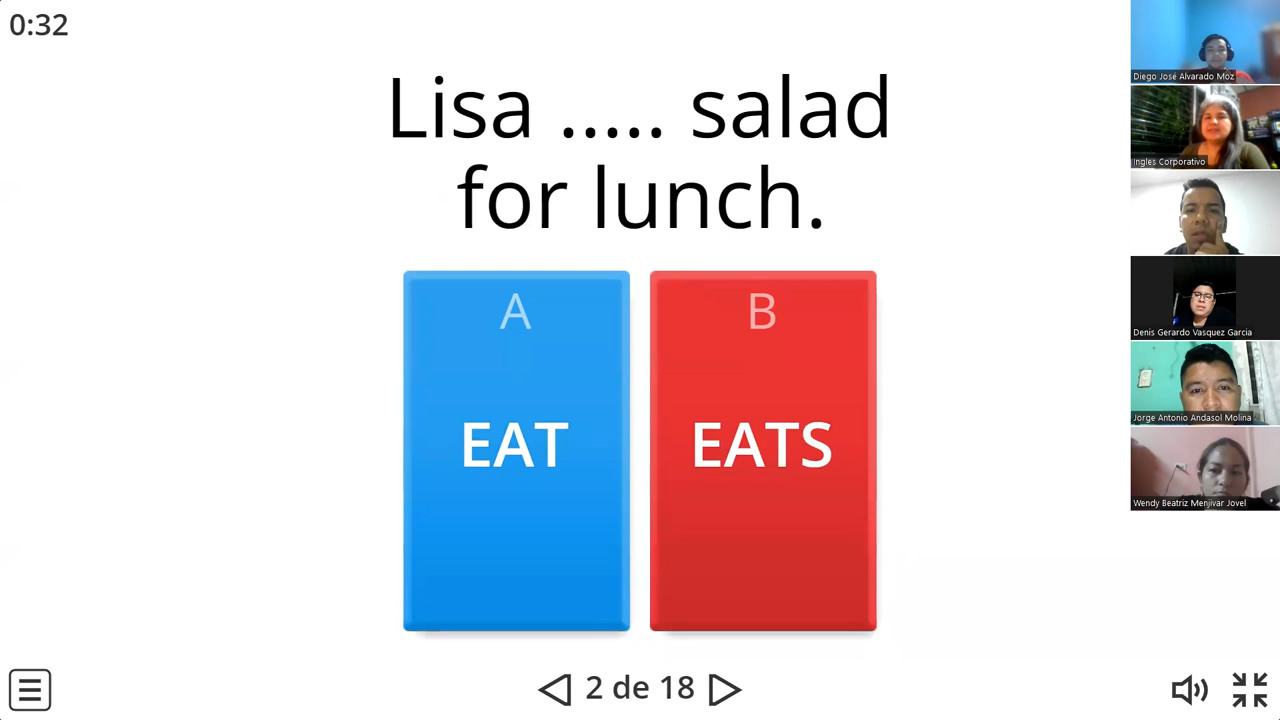 0:32
Lisa ..... salad
for lunch.
A
EAT
B
EATS
2 de 18
Diego José Alvarado Moz
Ingles Corporativo
Denis Gerardo Vasquez Garcia
Jorge Antonio Andasol Molina
Wendy Beatriz Menjivar Jovel